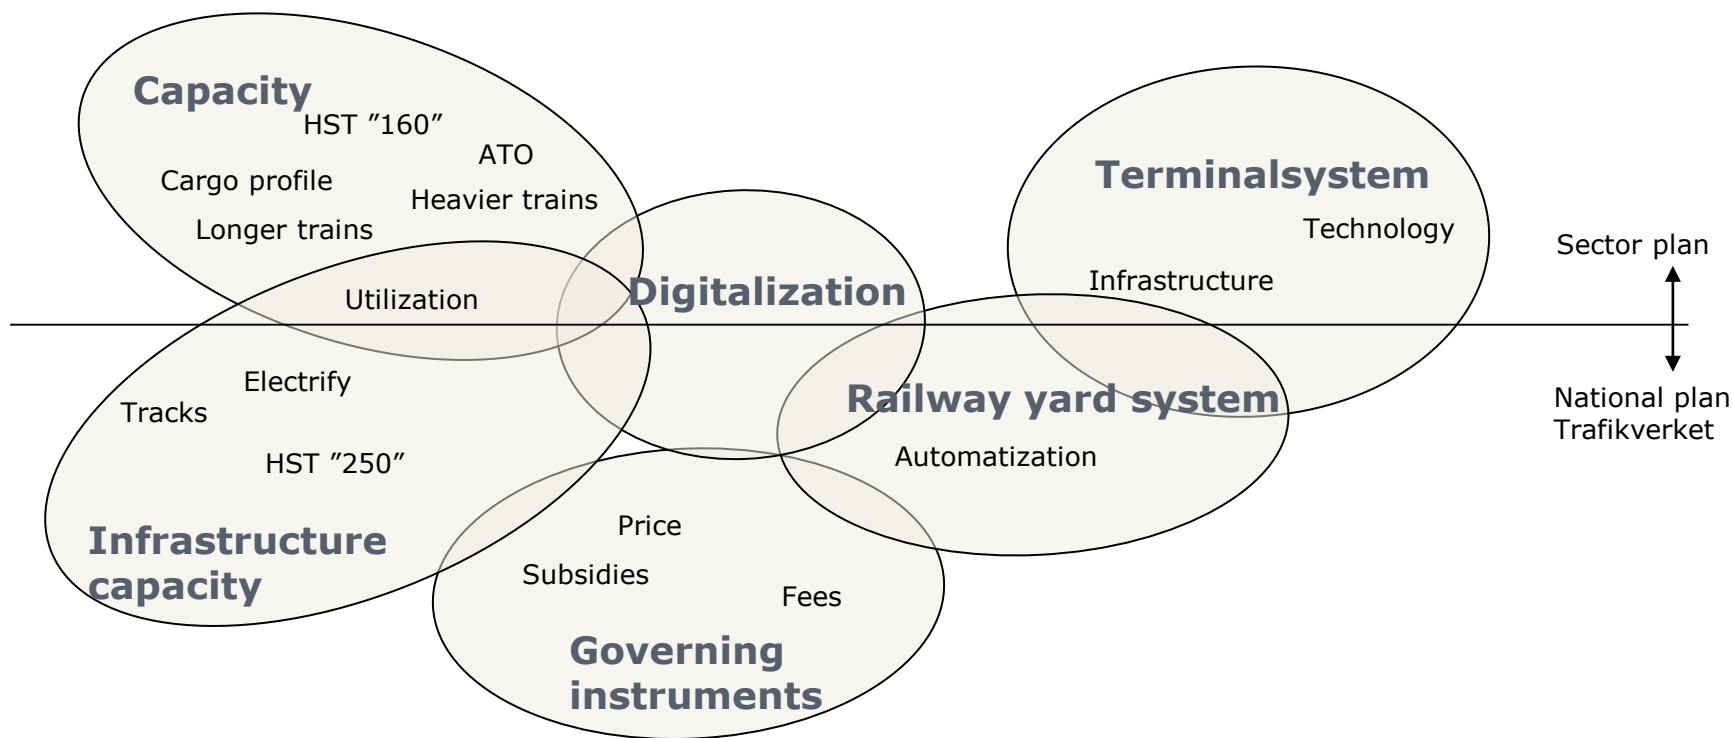 Capacity
HST ”160”
ATO
Cargo profile
Heavier trains
Longer trains
Utilization
Digitalization
Terminalsystem
Technology
Infrastructure
Sector plan
National plan
Trafikverket
Electrify
Tracks
HST ”250”
Infrastructure
capacity
Railway yard system
Automatization
Price
Subsidies
Fees
Governing
instruments